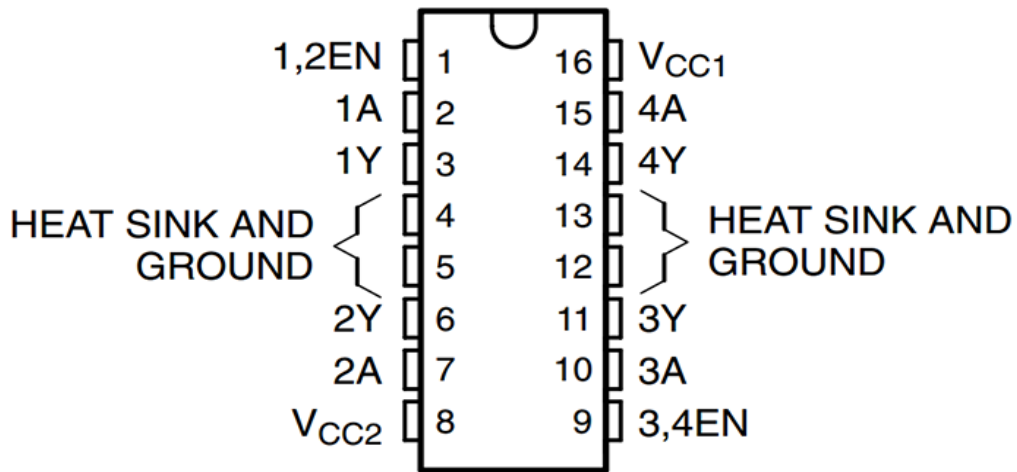 1,2EN 1 16 VCC1
1A 2 15 4A
1Y 3 14 4Y
HEAT SINK AND 4 13 HEAT SINK AND
GROUND 5 12 GROUND
2Y 6 11 3Y
2A 7 10 3A
VCC2 8 9 3,4EN